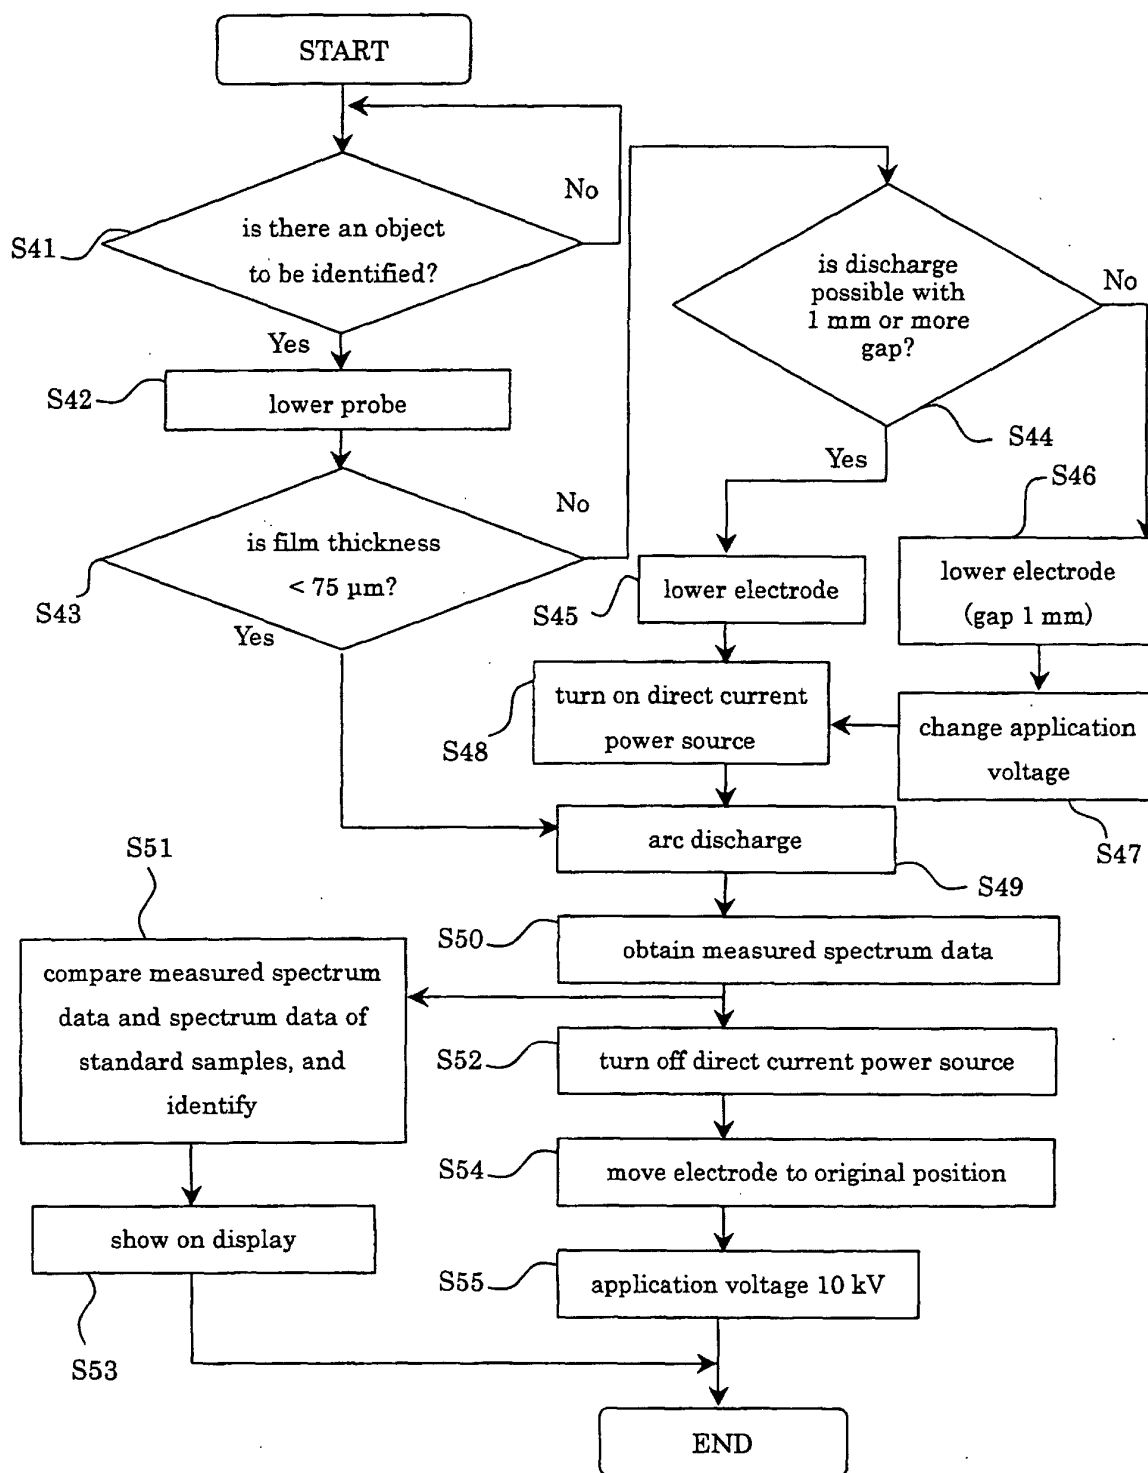 START
No
is there an object
to be identified?
S41
Yes
S42
lower probe
No
is film thickness
< 75 µm?
S43
Yes
is discharge
possible with
1 mm or more
gap?
No
S44
Yes
S46
S45
lower electrode
lower electrode
(gap 1 mm)
S48
turn on direct current
power source
change application
voltage
S47
arc discharge
S49
S50
obtain measured spectrum data
S51
compare measured spectrum
data and spectrum data of
standard samples, and
identify
S52
turn off direct current power source
S54
move electrode to original position
show on display
S53
S55
application voltage 10 kV
END